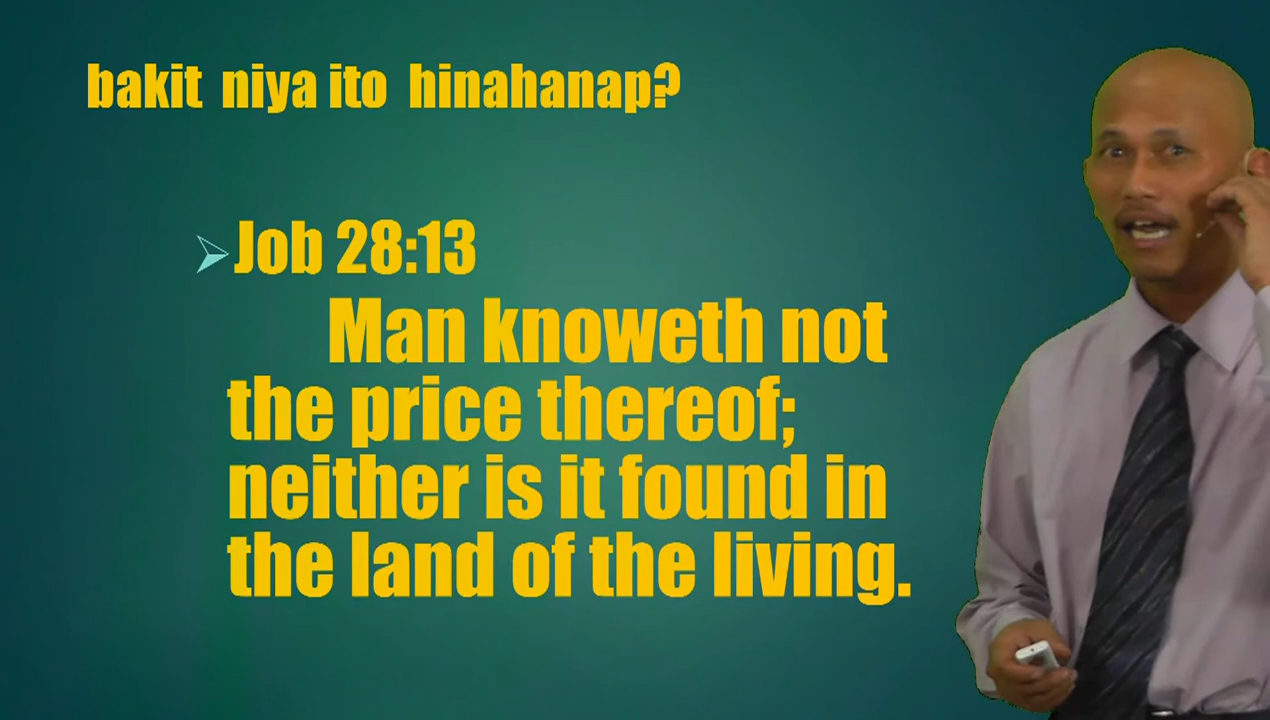 bakit niya ito hinahanap?
Job 28:13
Man knoweth not
the price thereof;
neither is it found in
the land of the living.